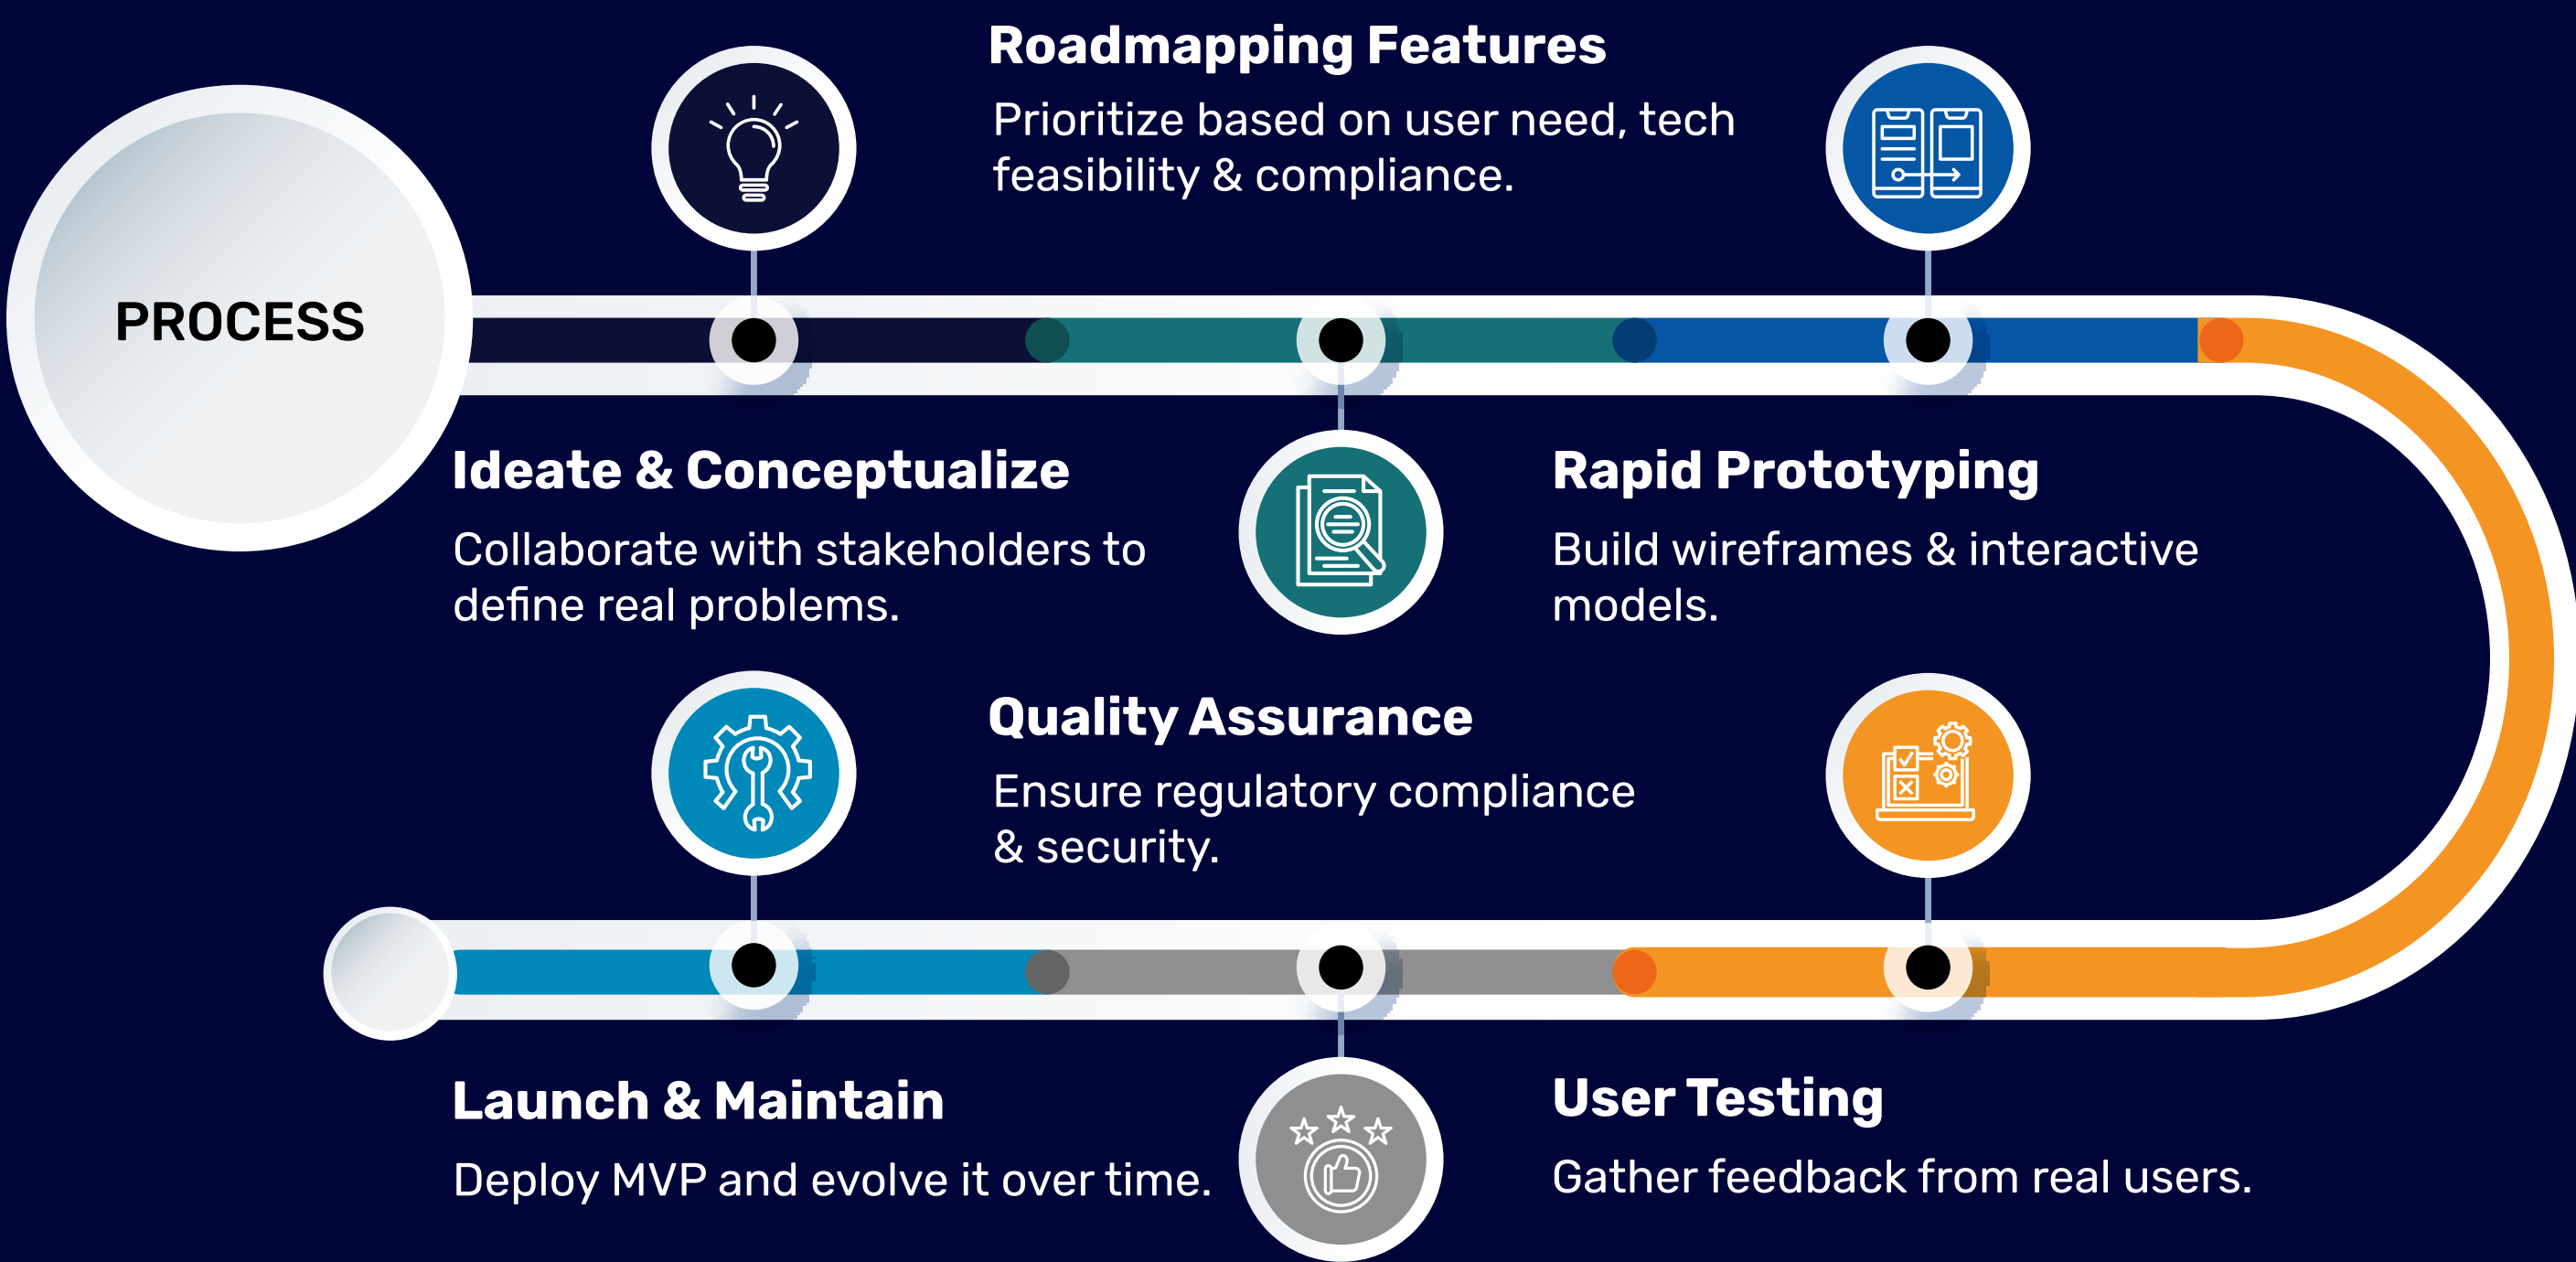 PROCESS
Roadmapping Features
Prioritize based on user need, tech
feasibility & compliance.
Ideate & Conceptualize
Collaborate with stakeholders to
define real problems.
Rapid Prototyping
Build wireframes & interactive
models.
Quality Assurance
Ensure regulatory compliance
& security.
Launch & Maintain
Deploy MVP and evolve it over time.
User Testing
Gather feedback from real users.